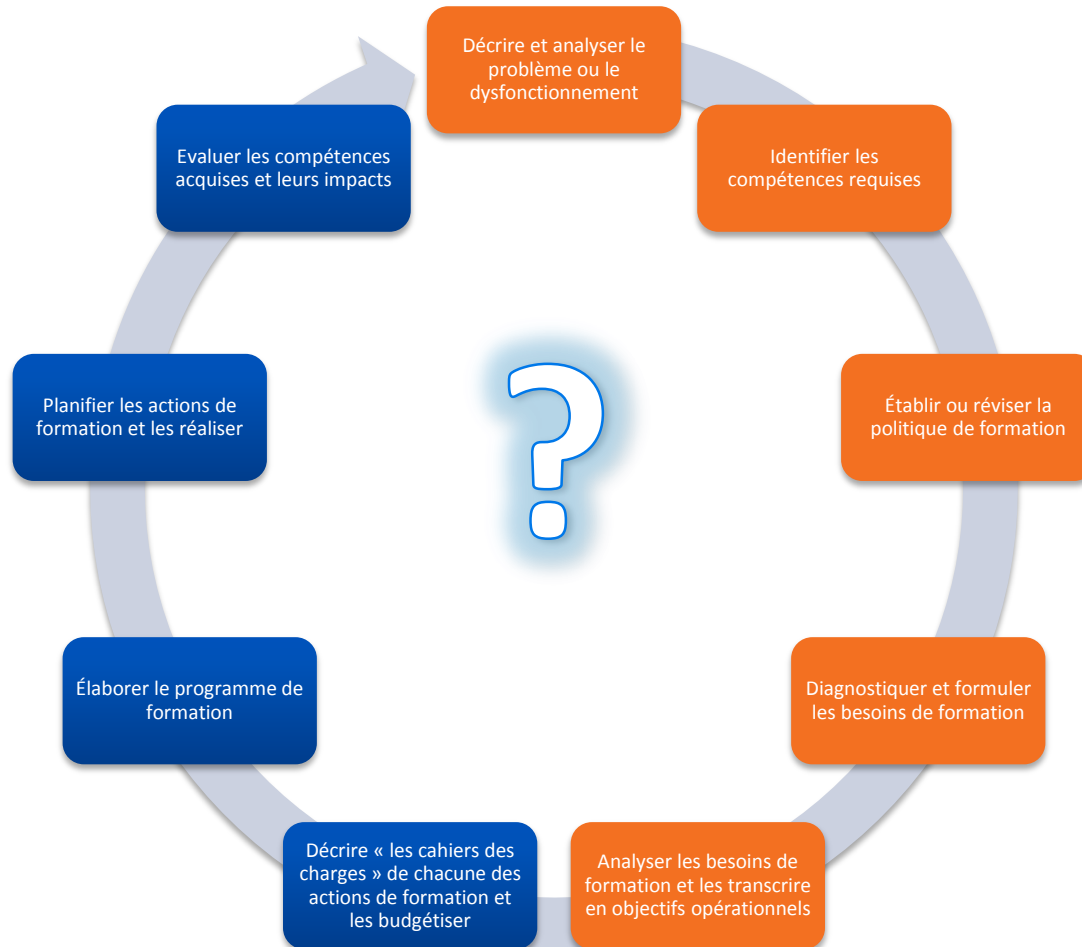 Décrire et analyser le
problème ou le
dysfonctionnement
Identifier les
compétences requises
Établir ou réviser la
politique de formation
Diagnostiquer et formuler
les besoins de formation
Analyser les besoins de
formation et les transcrire
en objectifs opérationnels
Décrire « les cahiers des
charges » de chacune des
actions de formation et
les budgétiser
Élaborer le programme de
formation
Planifier les actions de
formation et les réaliser
Evaluer les compétences
acquises et leurs impacts
?